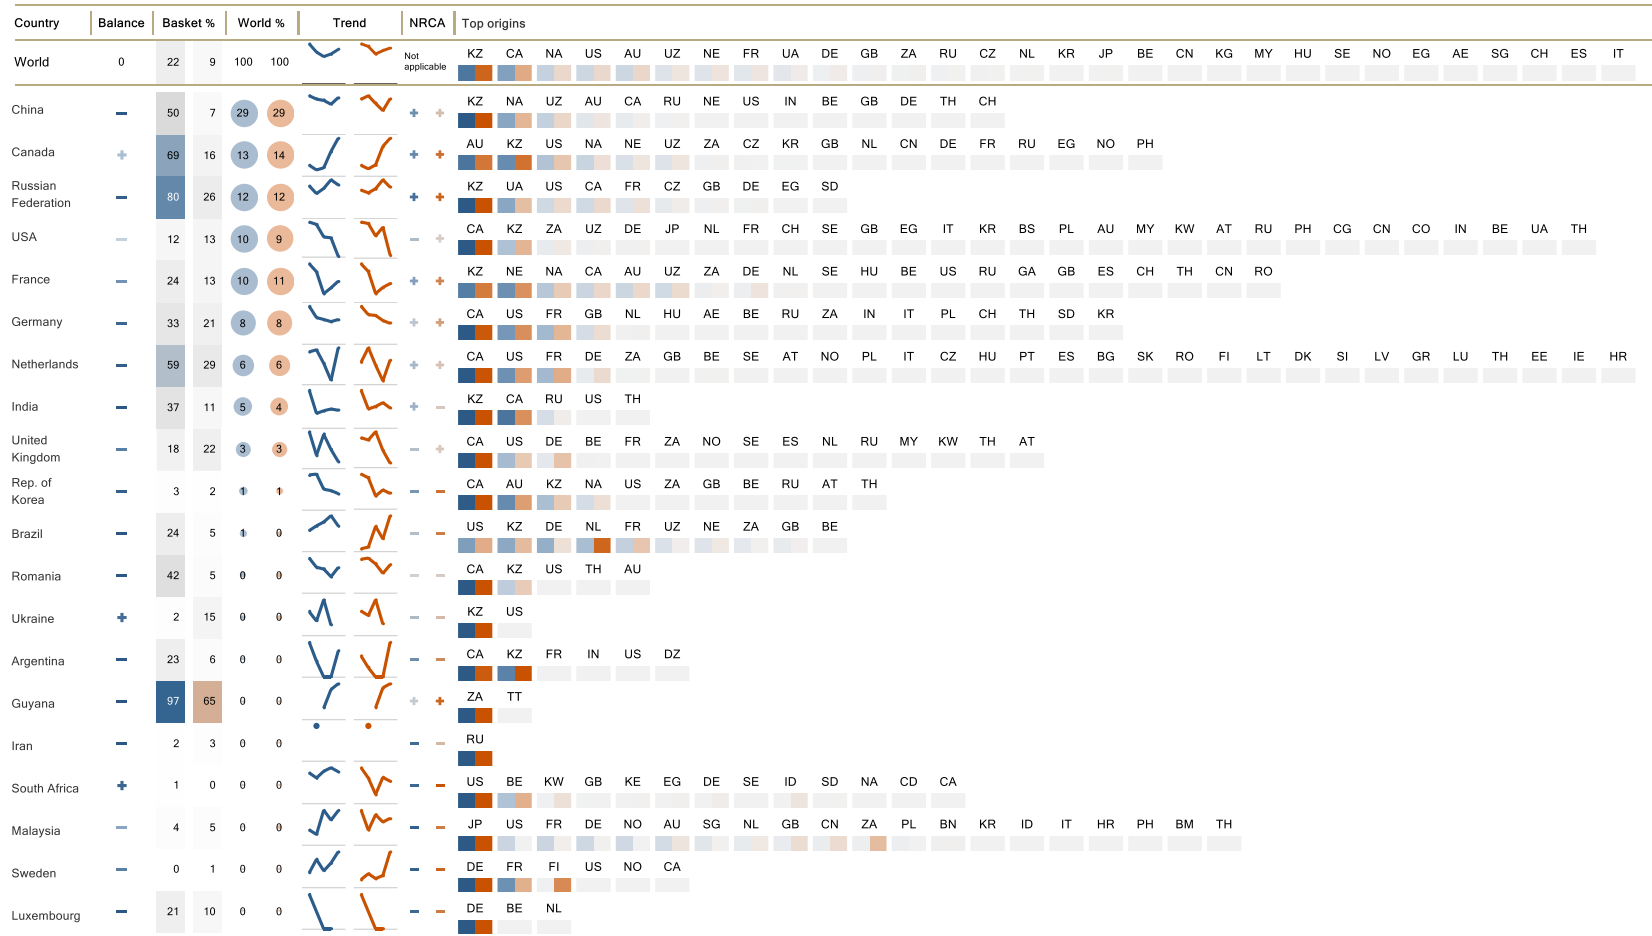 Country Balance Basket % World % Trend NRCA Top origins
World 0 22 9 100 100 Not applicable KZ CA NA US AU UZ NE FR UA DE GB ZA RU CZ NL KR JP BE CN KG MY HU SE NO EG AE SG CH ES IT
China − 50 7 29 29 + + KZ NA UZ AU CA RU NE US IN BE GB DE TH CH
Canada + 69 16 13 14 + + AU KZ US NA NE UZ ZA CZ KR GB NL CN DE FR RU EG NO PH
Russian
Federation − 80 26 12 12 + + KZ UA US CA FR CZ GB DE EG SD
USA − 12 13 10 9 − + CA KZ ZA UZ DE JP NL FR CH SE GB EG IT KR BS PL AU MY KW AT RU PH CG CN CO IN BE UA TH
France − 24 13 10 11 + + KZ NE NA CA AU UZ ZA DE NL SE HU BE US RU GA GB ES CH TH CN RO
Germany − 33 21 8 8 + + CA US FR GB NL HU AE BE RU ZA IN IT PL CH TH SD KR
Netherlands − 59 29 6 6 + + CA US FR DE ZA GB BE SE AT NO PL IT CZ HU PT ES BG SK RO FI LT DK SI LV GR LU TH EE IE HR
India − 37 11 5 4 + − KZ CA RU US TH
United
Kingdom − 18 22 3 3 − + CA US DE BE FR ZA NO SE ES NL RU MY KW TH AT
Rep. of
Korea − 3 2 1 1 − − CA AU KZ NA US ZA GB BE RU AT TH
Brazil − 24 5 1 0 − − US KZ DE NL FR UZ NE ZA GB BE
Romania − 42 5 0 0 − − CA KZ US TH AU
Ukraine + 2 15 0 0 − − KZ US
Argentina − 23 6 0 0 − − CA KZ FR IN US DZ
Guyana − 97 65 0 0 + + ZA TT
Iran − 2 3 0 0 − − RU
South Africa + 1 0 0 0 − − US BE KW GB KE EG DE SE ID SD NA CD CA
Malaysia − 4 5 0 0 − − JP US FR DE NO AU SG NL GB CN ZA PL BN KR ID IT HR PH BM TH
Sweden − 0 1 0 0 − − DE FR FI US NO CA
Luxembourg − 21 10 0 0 − − DE BE NL